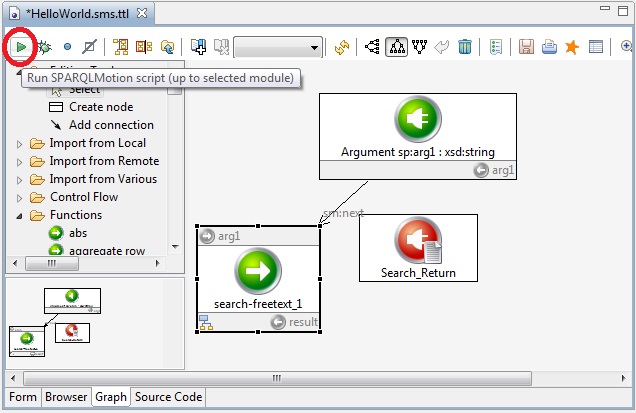 *HelloWorld.sms.ttl
Run SPARQLMotion script (up to selected module)
Select
Create node
Add connection
Import from Local
Import from Remote
Import from Various
Control Flow
Functions
abs
aggregate row
Argument sp:arg1 : xsd:string
arg1
sm:next
arg1
search-freetext_1
result
Search_Return
Form Browser Graph Source Code